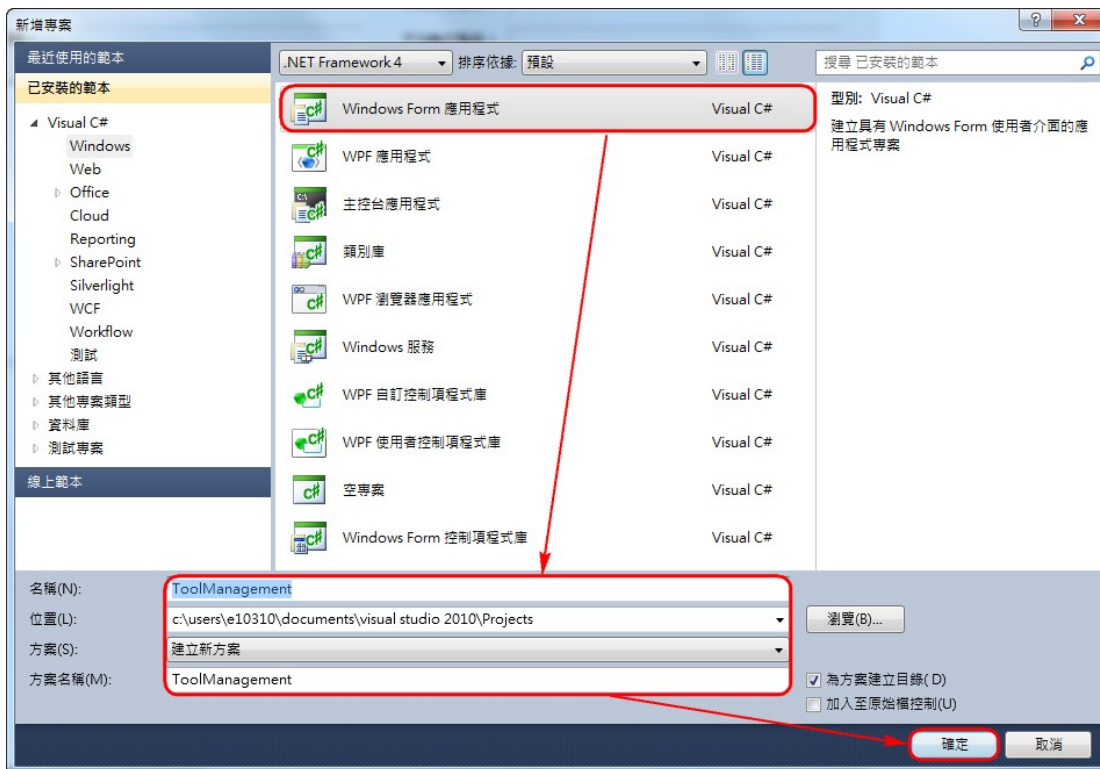 新增專案
最近使用的範本
已安裝的範本
Visual C#
Windows
Web
Office
Cloud
Reporting
SharePoint
Silverlight
WCF
Workflow
測試
其他語言
其他專案類型
資料庫
測試專案
線上範本
.NET Framework 4 排序依據: 預設
Windows Form 應用程式 Visual C#
WPF 應用程式 Visual C#
主控台應用程式 Visual C#
類別庫 Visual C#
WPF 瀏覽器應用程式 Visual C#
Windows 服務 Visual C#
WPF 自訂控制項程式庫 Visual C#
WPF 使用者控制項程式庫 Visual C#
空專案 Visual C#
Windows Form 控制項程式庫 Visual C#
搜尋 已安裝的範本
型別: Visual C#
建立具有 Windows Form 使用者介面的應
用程式專案
名稱(N): ToolManagement
位置(L): c:\users\e10310\documents\visual studio 2010\Projects 瀏覽(B)...
方案(S): 建立新方案
方案名稱(M): ToolManagement
為方案建立目錄(D)
加入至原始檔控制(U)
確定 取消